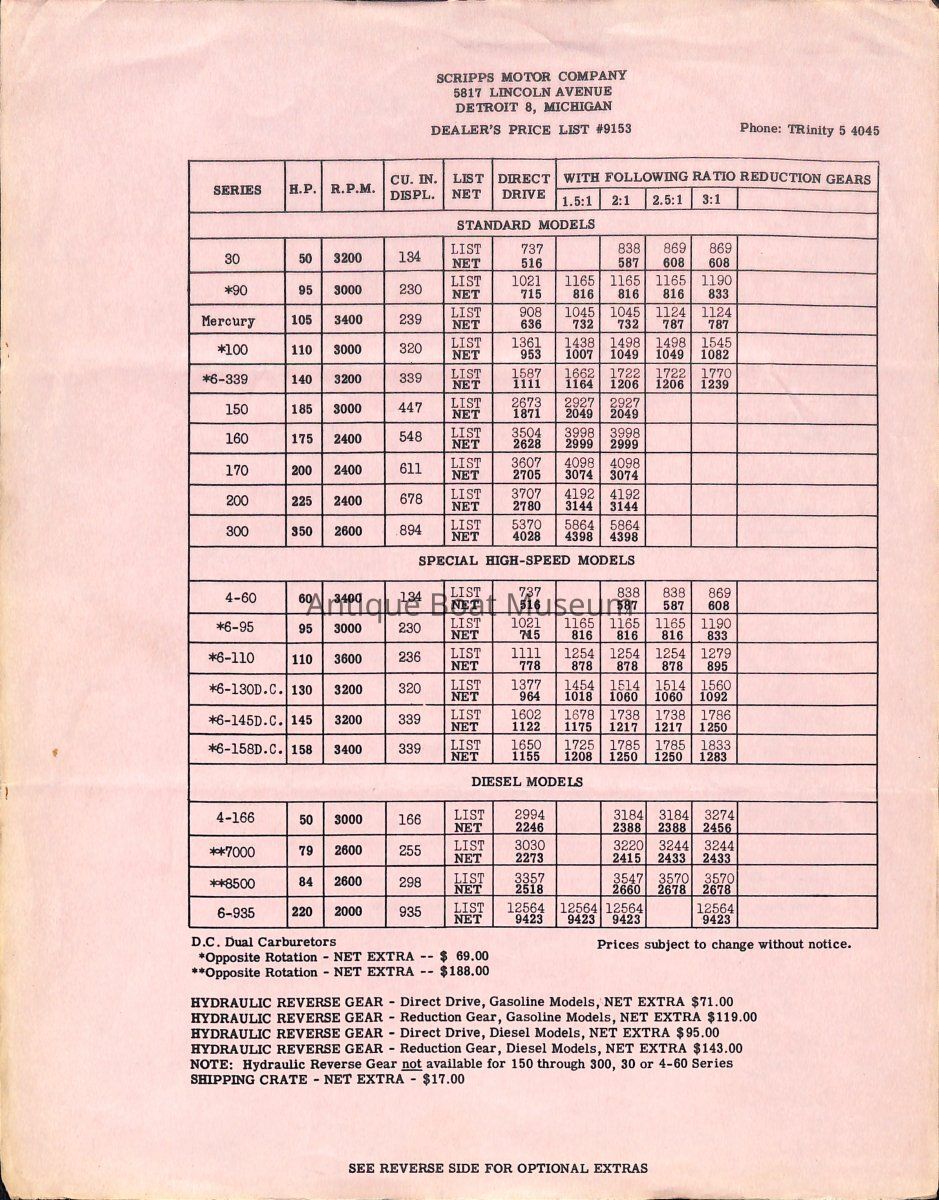 SCRIPPS MOTOR COMPANY
5817 LINCOLN AVENUE
DETROIT 8, MICHIGAN
DEALER'S PRICE LIST #9153 Phone: TRinity 5 4045
SERIES H.P. R.P.M. CU. IN. DISPL. LIST NET DIRECT DRIVE WITH FOLLOWING RATIO REDUCTION GEARS
1.5:1 2:1 2.5:1 3:1
STANDARD MODELS
30 50 3200 134 LIST 737 838 869 869
NET 516 587 608 608
*90 95 3000 230 LIST 1021 1165 1165 1165 1190
NET 715 816 816 816 833
Mercury 105 3400 239 LIST 908 1045 1045 1124 1124
NET 636 732 732 787 787
*100 110 3000 320 LIST 1361 1438 1498 1498 1545
NET 953 1007 1049 1049 1082
*6-339 140 3200 339 LIST 1587 1662 1722 1722 1770
NET 1111 1164 1206 1206 1239
150 185 3000 447 LIST 2673 2927 2927
NET 1871 2049 2049
160 175 2400 548 LIST 3504 3998 3998
NET 2628 2999 2999
170 200 2400 611 LIST 3607 4098 4098
NET 2705 3074 3074
200 225 2400 678 LIST 3707 4192 4192
NET 2780 3144 3144
300 350 2600 894 LIST 5370 5864 5864
NET 4028 4398 4398
SPECIAL HIGH-SPEED MODELS
4-60 60 3400 134 LIST 737 838 838 869
NET 516 587 587 608
Antique Boat Museum
*6-95 95 3000 230 LIST 1021 1165 1165 1165 1190
NET 715 816 816 816 833
*6-110 110 3600 236 LIST 1111 1254 1254 1254 1279
NET 778 878 878 878 895
*6-130D.C. 130 3200 320 LIST 1377 1454 1514 1514 1560
NET 964 1018 1060 1060 1092
*6-145D.C. 145 3200 339 LIST 1602 1678 1738 1738 1786
NET 1122 1175 1217 1217 1250
*6-158D.C. 158 3400 339 LIST 1650 1725 1785 1785 1833
NET 1155 1208 1250 1250 1283
DIESEL MODELS
4-166 50 3000 166 LIST 2994 3184 3184 3274
NET 2246 2388 2388 2456
**7000 79 2600 255 LIST 3030 3220 3244 3244
NET 2273 2415 2433 2433
**8500 84 2600 298 LIST 3357 3547 3570 3570
NET 2518 2660 2678 2678
6-935 220 2000 935 LIST 12564 12564 12564 12564
NET 9423 9423 9423 9423
D.C. Dual Carburetors Prices subject to change without notice.
*Opposite Rotation - NET EXTRA -- $ 69.00
**Opposite Rotation - NET EXTRA -- $188.00
HYDRAULIC REVERSE GEAR - Direct Drive, Gasoline Models, NET EXTRA $71.00
HYDRAULIC REVERSE GEAR - Reduction Gear, Gasoline Models, NET EXTRA $119.00
HYDRAULIC REVERSE GEAR - Direct Drive, Diesel Models, NET EXTRA $95.00
HYDRAULIC REVERSE GEAR - Reduction Gear, Diesel Models, NET EXTRA $143.00
NOTE: Hydraulic Reverse Gear not available for 150 through 300, 30 or 4-60 Series
SHIPPING CRATE - NET EXTRA - $17.00
SEE REVERSE SIDE FOR OPTIONAL EXTRAS